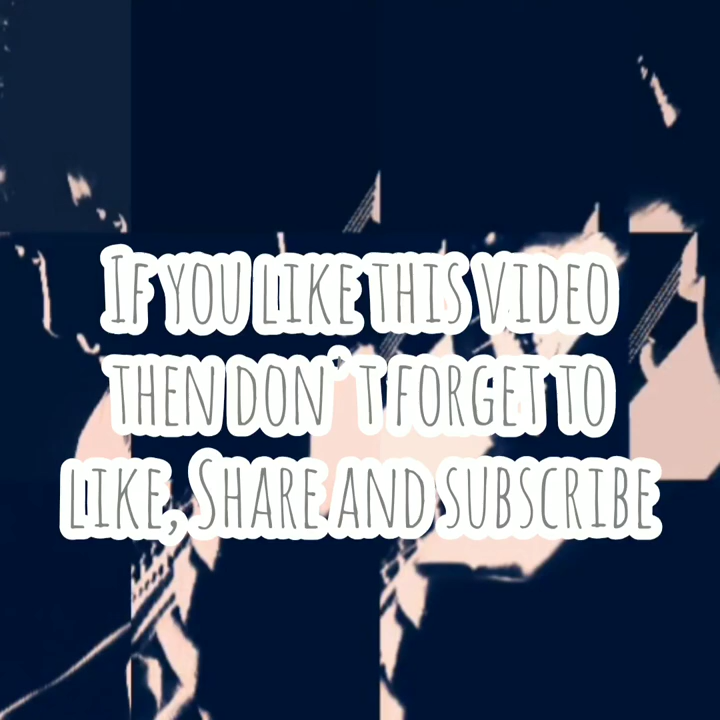 If you like this video
then don't forget to
like, Share and subscribe